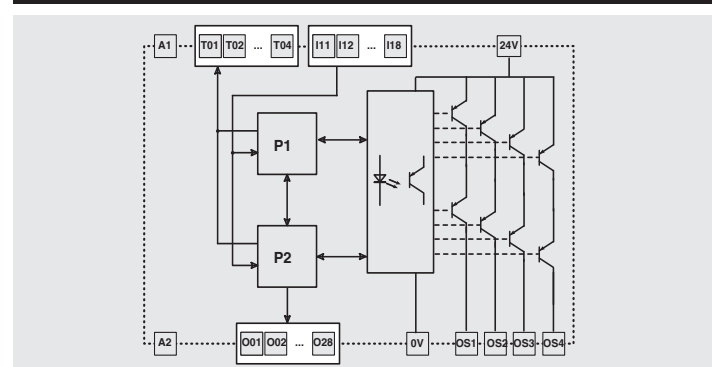 A1 T01 T02 ... T04 I11 I12 ... I18 24V
P1
P2
A2 O01 O02 ... O28 0V OS1 OS2 OS3 OS4